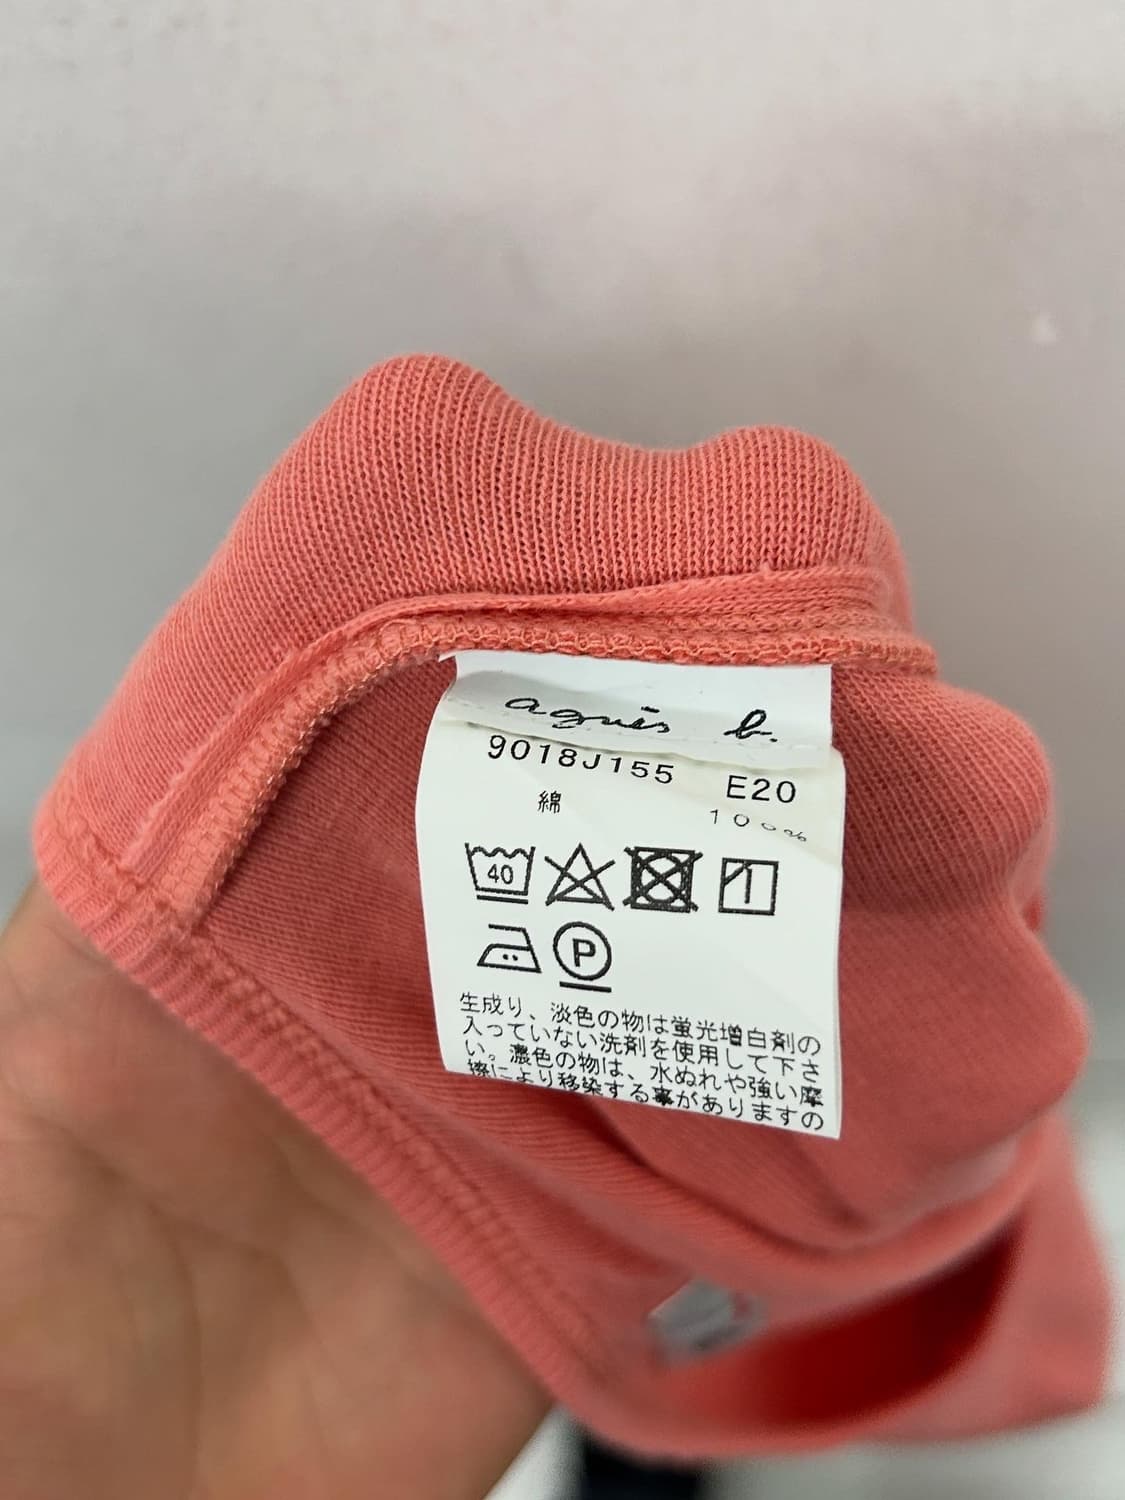 agnès b.
9018J155 E20
綿 100%
40
P
生成り、淡色の物は蛍光増白剤の
入っていない洗剤を使用して下さ
い。濃色の物は、水ぬれや強い摩
擦により移染する事がありますの